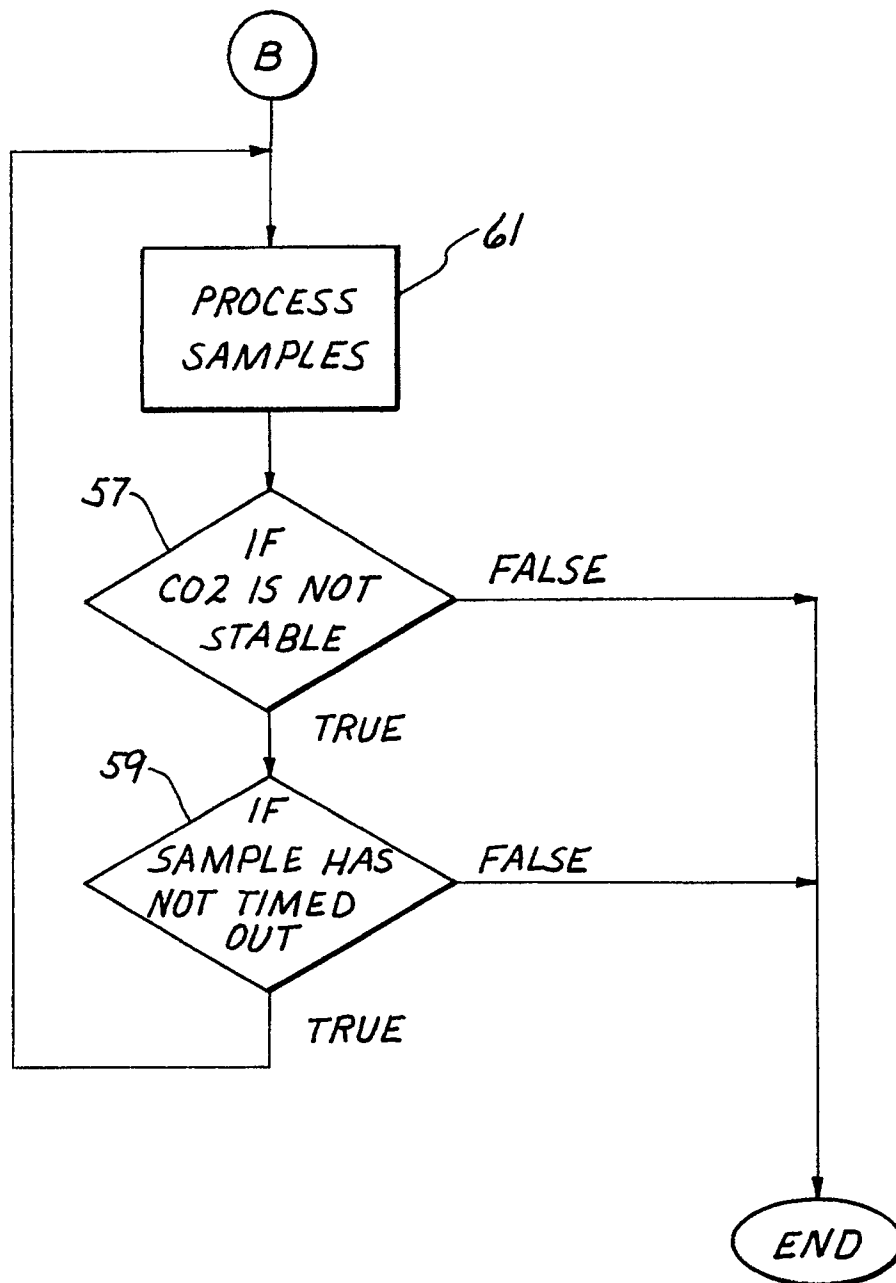 B
61
PROCESS
SAMPLES
57
IF
CO2 IS NOT
STABLE
FALSE
TRUE
59
IF
SAMPLE HAS
NOT TIMED
OUT
FALSE
TRUE
END